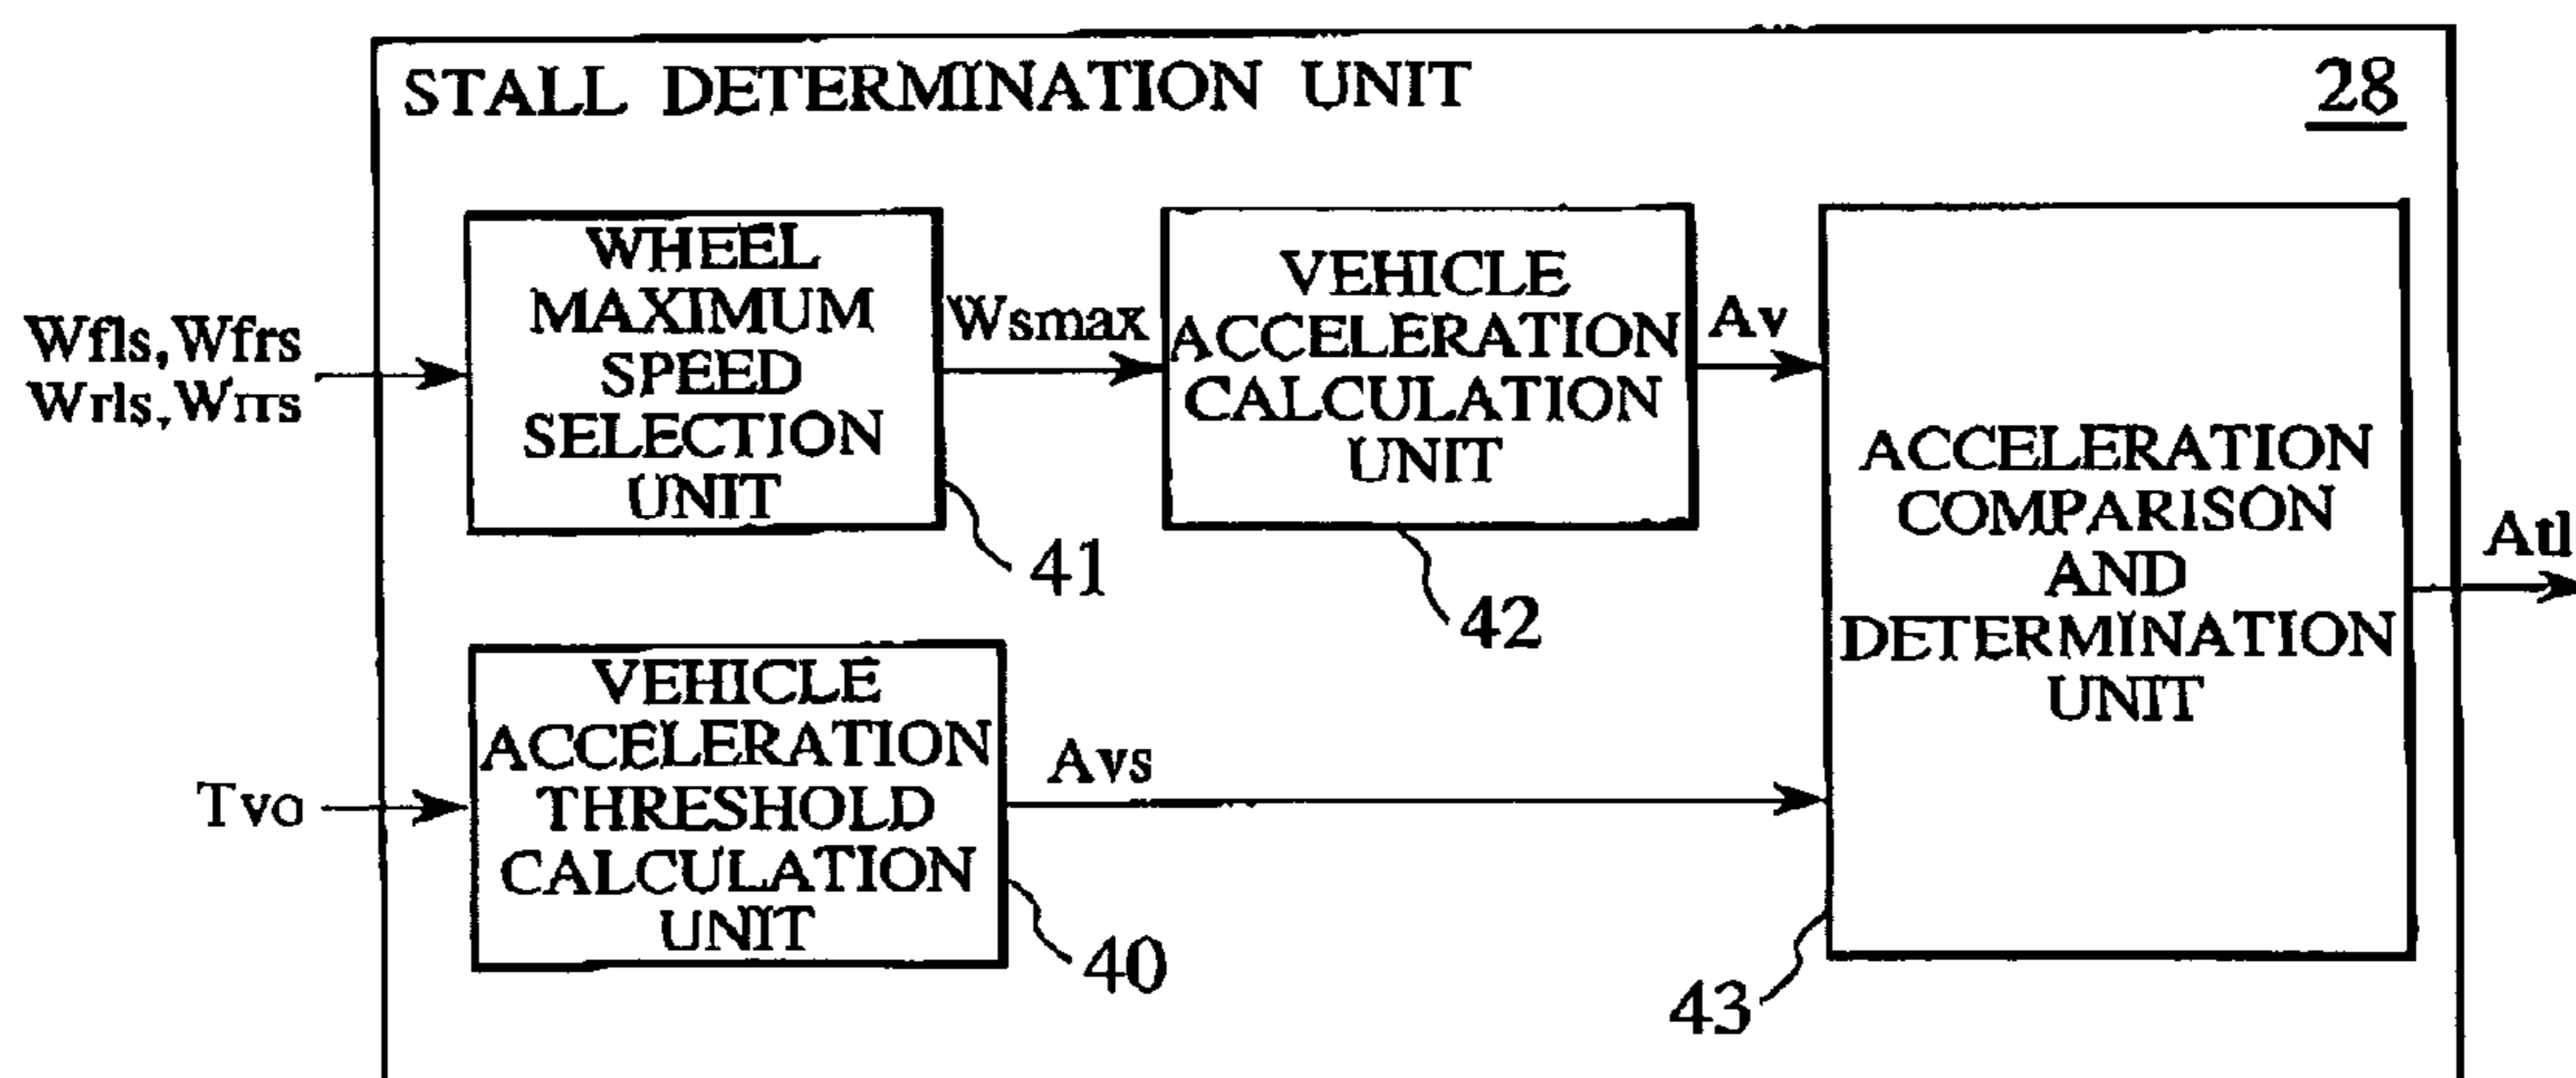 STALL DETERMINATION UNIT 28
WHEEL
MAXIMUM
SPEED
SELECTION
UNIT
Wfls,Wfrs
Wrls,Wrrs
Wsmax
41
VEHICLE
ACCELERATION
CALCULATION
UNIT
Av
42
ACCELERATION
COMPARISON
AND
DETERMINATION
UNIT
43
Atl
VEHICLE
ACCELERATION
THRESHOLD
CALCULATION
UNIT
Tvo
Avs
40